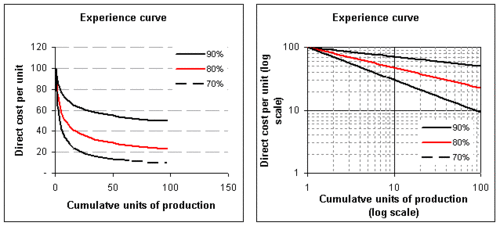 Experience curve
Direct cost per unit
120
100
80
60
40
20
-
0
50
100
150
90%
80%
70%
Cumulatve units of production
Experience curve
Direct cost per unit (log
scale)
100
10
1
1
10
100
90%
80%
70%
Cumulatve units of production
(log scale)